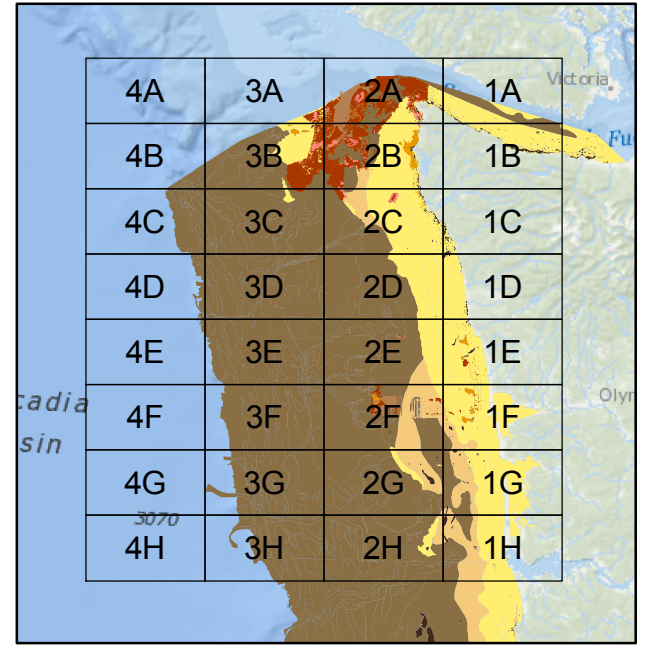 4A 3A 2A 1A
Victoria
4B 3B 2B 1B
Fu
4C 3C 2C 1C
4D 3D 2D 1D
4E 3E 2E 1E
cadia
Olyr
4F 3F 2F 1F
sin
4G 3G 2G 1G
3070
4H 3H 2H 1H